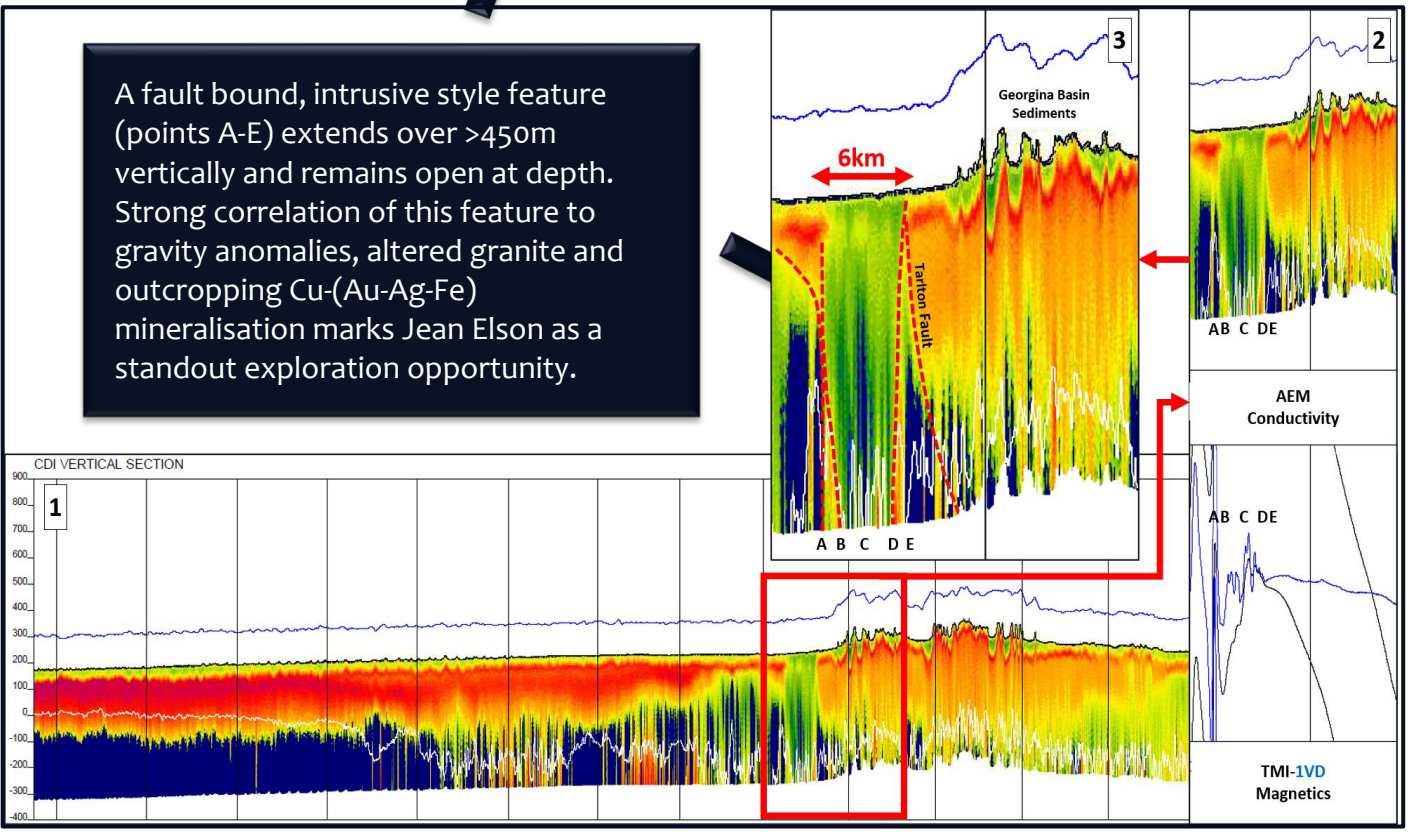 A fault bound, intrusive style feature
(points A-E) extends over >450m
vertically and remains open at depth.
Strong correlation of this feature to
gravity anomalies, altered granite and
outcropping Cu-(Au-Ag-Fe)
mineralisation marks Jean Elson as a
standout exploration opportunity.
3
Georgina Basin
Sediments
6km
Tarlton Fault
A B C D E
2
AB C DE
AEM
Conductivity
AB C DE
TMI-1VD
Magnetics
CDI VERTICAL SECTION
1
900
800
700
600
500
400
300
200
100
0
-100
-200
-300
-400